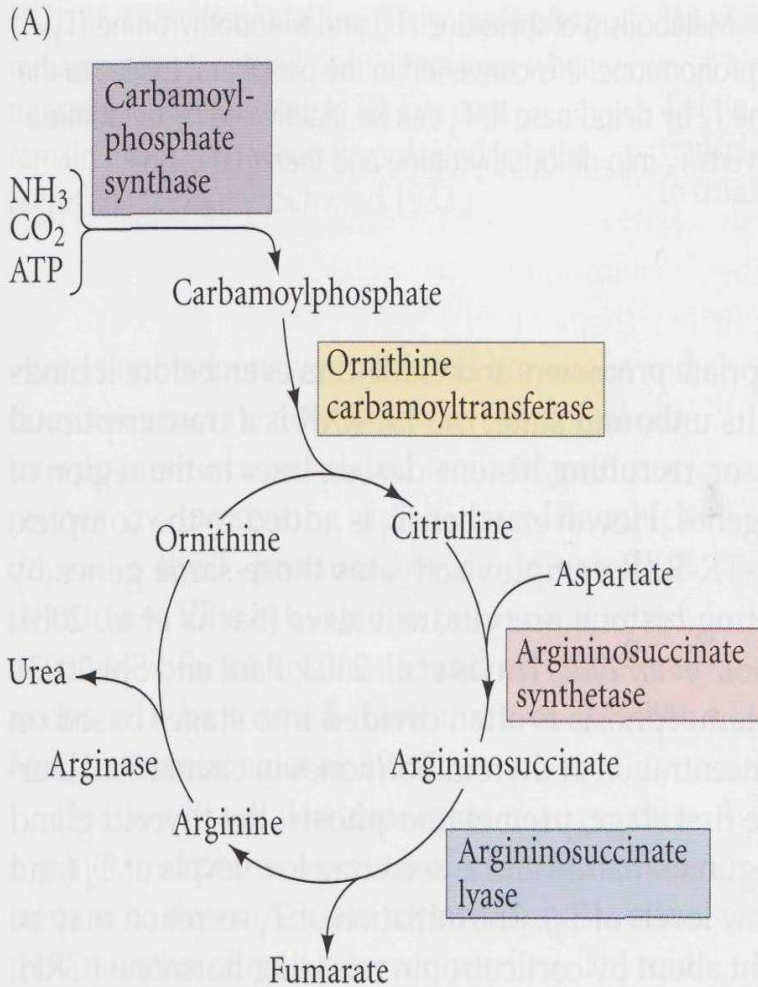 (A)
Carbamoyl-
phosphate
synthase
NH₃
CO₂
ATP
Carbamoylphosphate
Ornithine
carbamoyltransferase
Ornithine
Citrulline
Aspartate
Argininosuccinate
synthetase
Urea
Arginase
Argininosuccinate
Arginine
Argininosuccinate
lyase
Fumarate